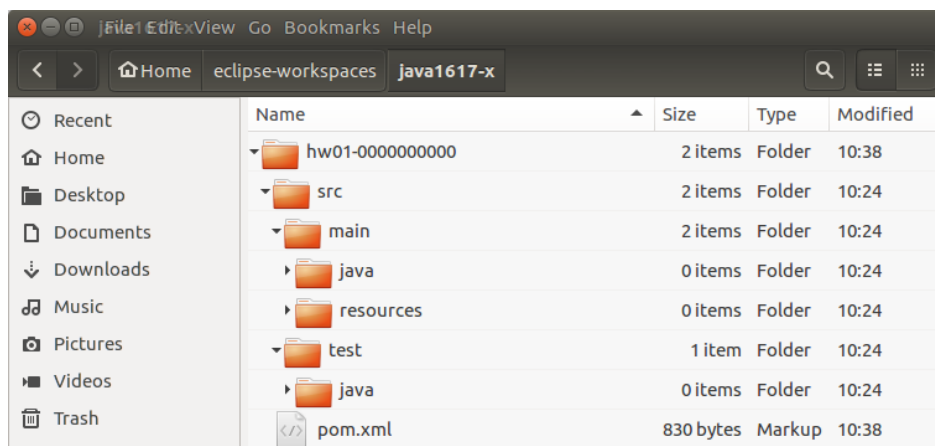 java1617-x File Edit View Go Bookmarks Help
Home eclipse-workspaces java1617-x
Recent
Home
Desktop
Documents
Downloads
Music
Pictures
Videos
Trash
Name Size Type Modified
hw01-0000000000 2 items Folder 10:38
src 2 items Folder 10:24
main 2 items Folder 10:24
java 0 items Folder 10:24
resources 0 items Folder 10:24
test 1 item Folder 10:24
java 0 items Folder 10:24
pom.xml 830 bytes Markup 10:38